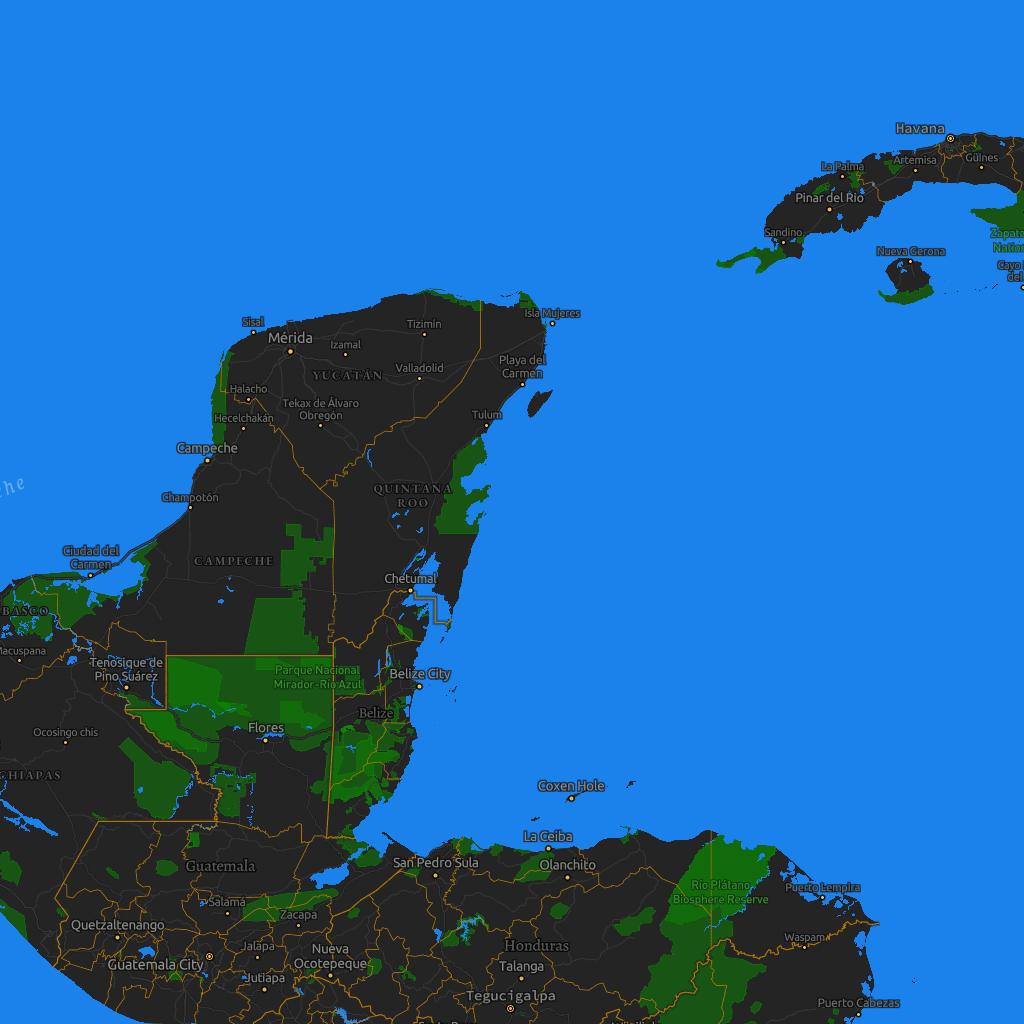 Havana
La Palma
Artemisa
Güines
Pinar del Rio
Sandino
Nueva Gerona
Zapata
Natio
Cayo
del
Isla Mujeres
Sisal
Mérida
Izamal
Tizimín
YUCATÁN
Valladolid
Playa del
Carmen
Halacho
Tekax de Álvaro
Obregón
Hecelchakán
Tulum
Campeche
he
QUINTANA
ROO
Champotón
Ciudad del
Carmen
CAMPECHE
Chetumal
BASCO
Macuspana
Tenosique de
Pino Suárez
Parque Nacional
Mirador-Río Azul
Belize City
Belize
Flores
Ocosingo chis
CHIAPAS
Coxen Hole
La Ceiba
San Pedro Sula
Olanchito
Guatemala
Río Plátano
Biosphere Reserve
Puerto Lempira
Salamá
Zacapa
Quetzaltenango
Waspam
Jalapa
Nueva
Ocotepeque
Honduras
Guatemala City
Talanga
Jutiapa
Tegucigalpa
Puerto Cabezas